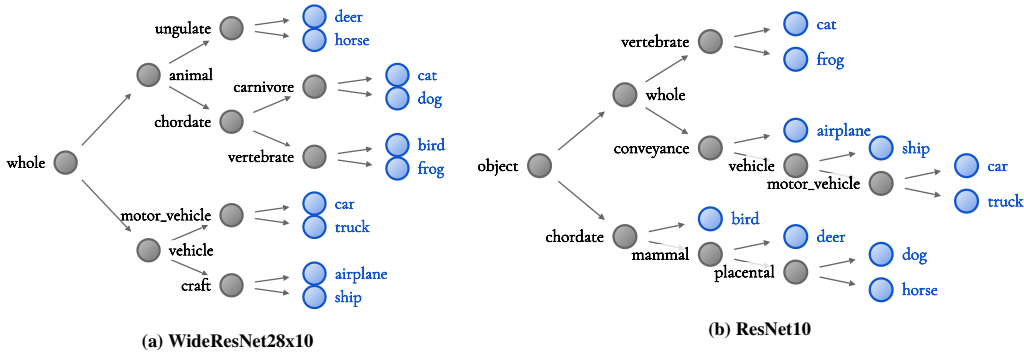 ungulate
deer
horse
animal
carnivore
cat
dog
chordate
whole
vertebrate
bird
frog
motor_vehicle
car
truck
vehicle
craft
airplane
ship
(a) WideResNet28x10
vertebrate
cat
frog
whole
conveyance
airplane
vehicle
ship
motor_vehicle
car
truck
object
chordate
bird
mammal
deer
placental
dog
horse
(b) ResNet10